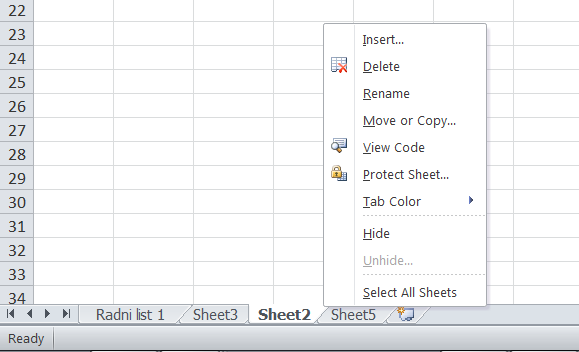 22
23
24
25
26
27
28
29
30
31
32
33
34
Insert...
Delete
Rename
Move or Copy...
View Code
Protect Sheet...
Tab Color
Hide
Unhide...
Select All Sheets
Radni list 1 Sheet3 Sheet2 Sheet5
Ready